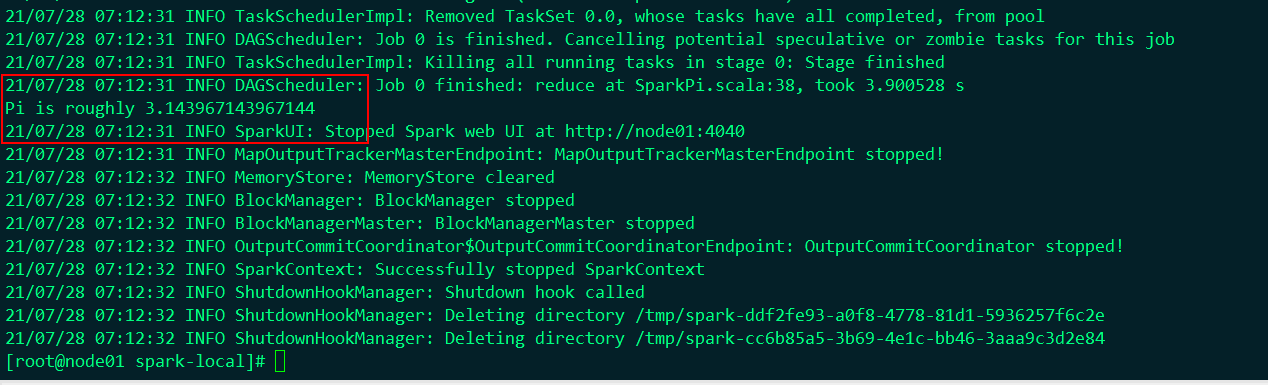 21/07/28 07:12:31 INFO TaskSchedulerImpl: Removed TaskSet 0.0, whose tasks have all completed, from pool
21/07/28 07:12:31 INFO DAGScheduler: Job 0 is finished. Cancelling potential speculative or zombie tasks for this job
21/07/28 07:12:31 INFO TaskSchedulerImpl: Killing all running tasks in stage 0: Stage finished
21/07/28 07:12:31 INFO DAGScheduler: Job 0 finished: reduce at SparkPi.scala:38, took 3.900528 s
Pi is roughly 3.143967143967144
21/07/28 07:12:31 INFO SparkUI: Stopped Spark web UI at http://node01:4040
21/07/28 07:12:31 INFO MapOutputTrackerMasterEndpoint: MapOutputTrackerMasterEndpoint stopped!
21/07/28 07:12:32 INFO MemoryStore: MemoryStore cleared
21/07/28 07:12:32 INFO BlockManager: BlockManager stopped
21/07/28 07:12:32 INFO BlockManagerMaster: BlockManagerMaster stopped
21/07/28 07:12:32 INFO OutputCommitCoordinator$OutputCommitCoordinatorEndpoint: OutputCommitCoordinator stopped!
21/07/28 07:12:32 INFO SparkContext: Successfully stopped SparkContext
21/07/28 07:12:32 INFO ShutdownHookManager: Shutdown hook called
21/07/28 07:12:32 INFO ShutdownHookManager: Deleting directory /tmp/spark-ddf2fe93-a0f8-4778-81d1-5936257f6c2e
21/07/28 07:12:32 INFO ShutdownHookManager: Deleting directory /tmp/spark-cc6b85a5-3b69-4e1c-bb46-3aaa9c3d2e84
[root@node01 spark-local]#